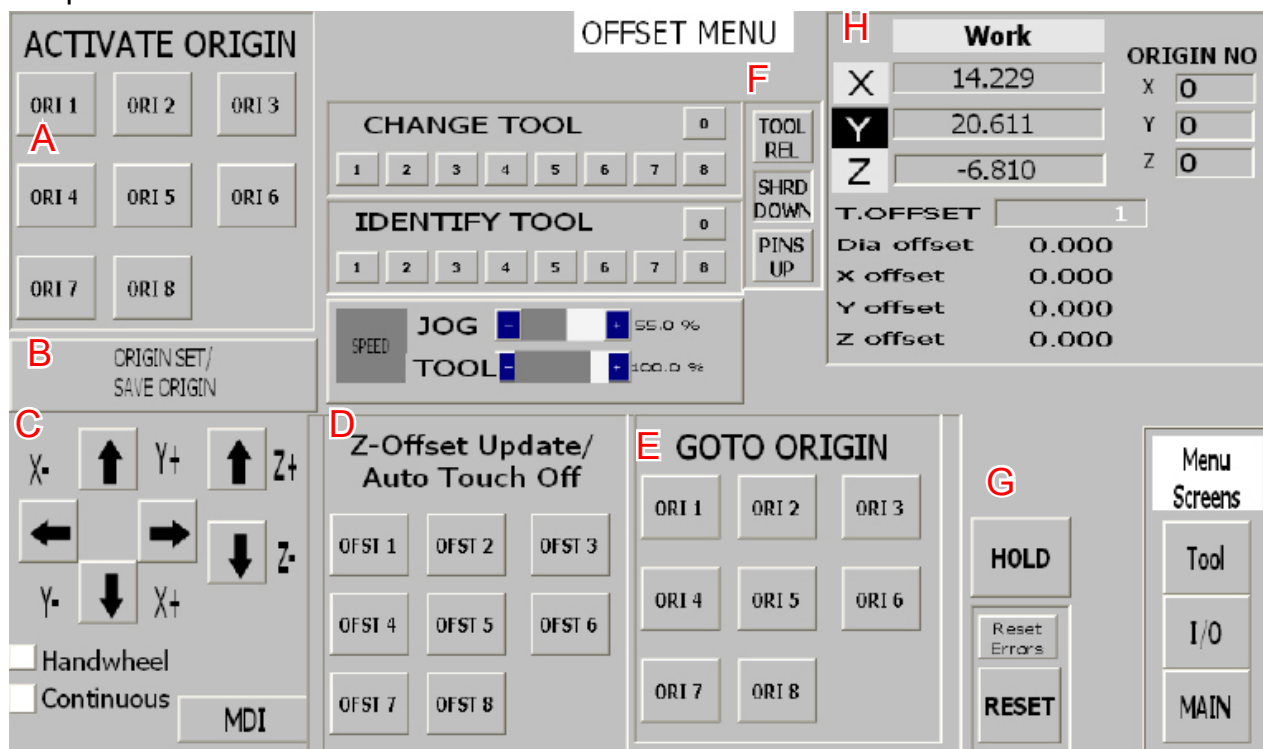 ACTIVATE ORIGIN
ORI 1 ORI 2 ORI 3
A
ORI 4 ORI 5 ORI 6
ORI 7 ORI 8
B
ORIGIN SET/
SAVE ORIGIN
OFFSET MENU
CHANGE TOOL 0
1 2 3 4 5 6 7 8
IDENTIFY TOOL 0
1 2 3 4 5 6 7 8
SPEED
JOG - + 55.0 %
TOOL - + 100.0 %
F
TOOL
REL
SHRD
DOWN
PINS
UP
H
Work
ORIGIN NO
X 14.229 X 0
Y 20.611 Y 0
Z -6.810 Z 0
T.OFFSET 1
Dia offset 0.000
X offset 0.000
Y offset 0.000
Z offset 0.000
C
X- Y+ Z+
Z-
Y- X+
Handwheel
Continuous
MDI
D
Z-Offset Update/
Auto Touch Off
OFST 1 OFST 2 OFST 3
OFST 4 OFST 5 OFST 6
OFST 7 OFST 8
E
GOTO ORIGIN
ORI 1 ORI 2 ORI 3
ORI 4 ORI 5 ORI 6
ORI 7 ORI 8
G
HOLD
Reset
Errors
RESET
Menu
Screens
Tool
I/O
MAIN